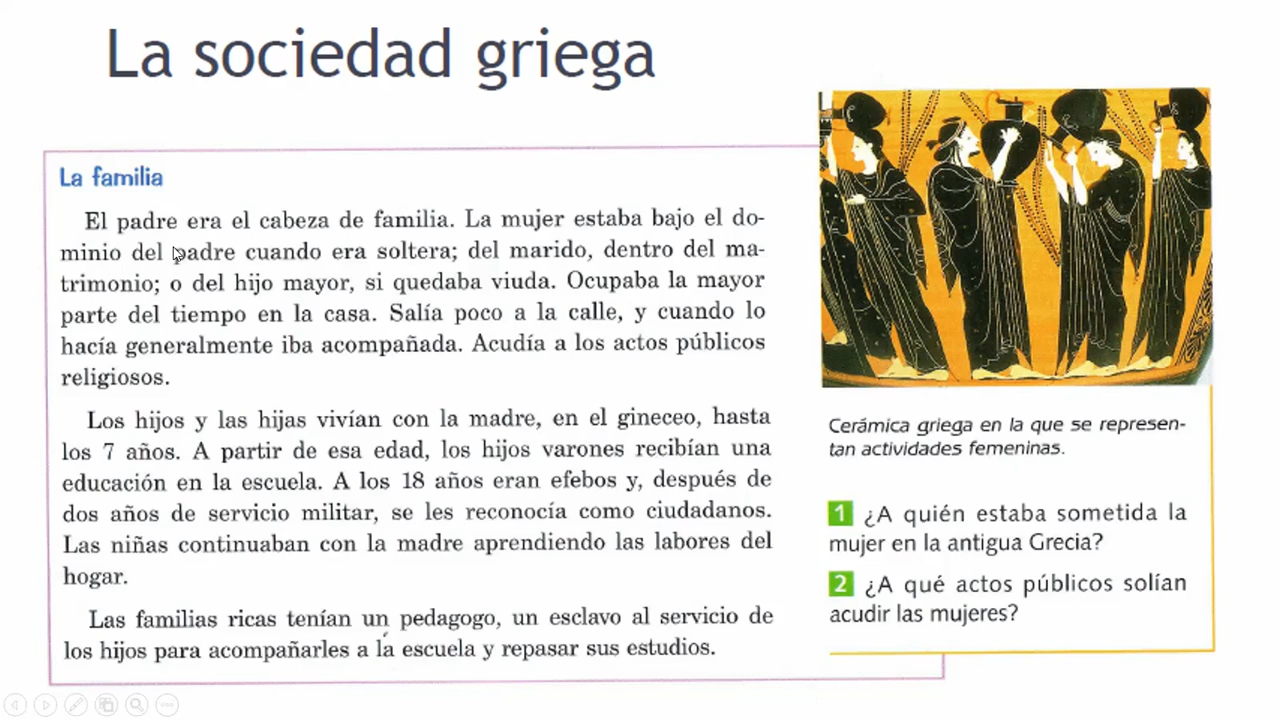 La sociedad griega
La familia
El padre era el cabeza de familia. La mujer estaba bajo el do-
minio del padre cuando era soltera; del marido, dentro del ma-
trimonio; o del hijo mayor, si quedaba viuda. Ocupaba la mayor
parte del tiempo en la casa. Salía poco a la calle, y cuando lo
hacía generalmente iba acompañada. Acudía a los actos públicos
religiosos.
Los hijos y las hijas vivían con la madre, en el gineceo, hasta
los 7 años. A partir de esa edad, los hijos varones recibían una
educación en la escuela. A los 18 años eran efebos y, después de
dos años de servicio militar, se les reconocía como ciudadanos.
Las niñas continuaban con la madre aprendiendo las labores del
hogar.
Las familias ricas tenían un pedagogo, un esclavo al servicio de
los hijos para acompañarles a la escuela y repasar sus estudios.
Cerámica griega en la que se represen-
tan actividades femeninas.
1 ¿A quién estaba sometida la
mujer en la antigua Grecia?
2 ¿A qué actos públicos solían
acudir las mujeres?